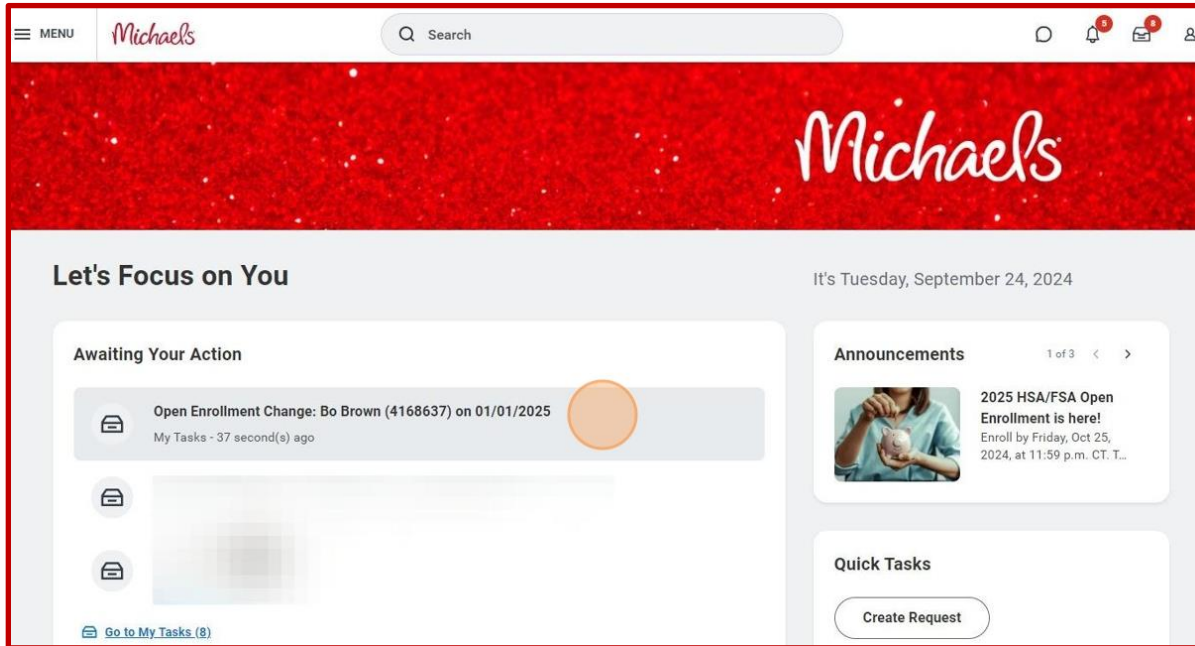 MENU
Michaels
Search
5
8
Michaels
Let's Focus on You
It's Tuesday, September 24, 2024
Awaiting Your Action
Open Enrollment Change: Bo Brown (4168637) on 01/01/2025
My Tasks - 37 second(s) ago
Go to My Tasks (8)
Announcements
1 of 3
2025 HSA/FSA Open
Enrollment is here!
Enroll by Friday, Oct 25,
2024, at 11:59 p.m. CT. T...
Quick Tasks
Create Request